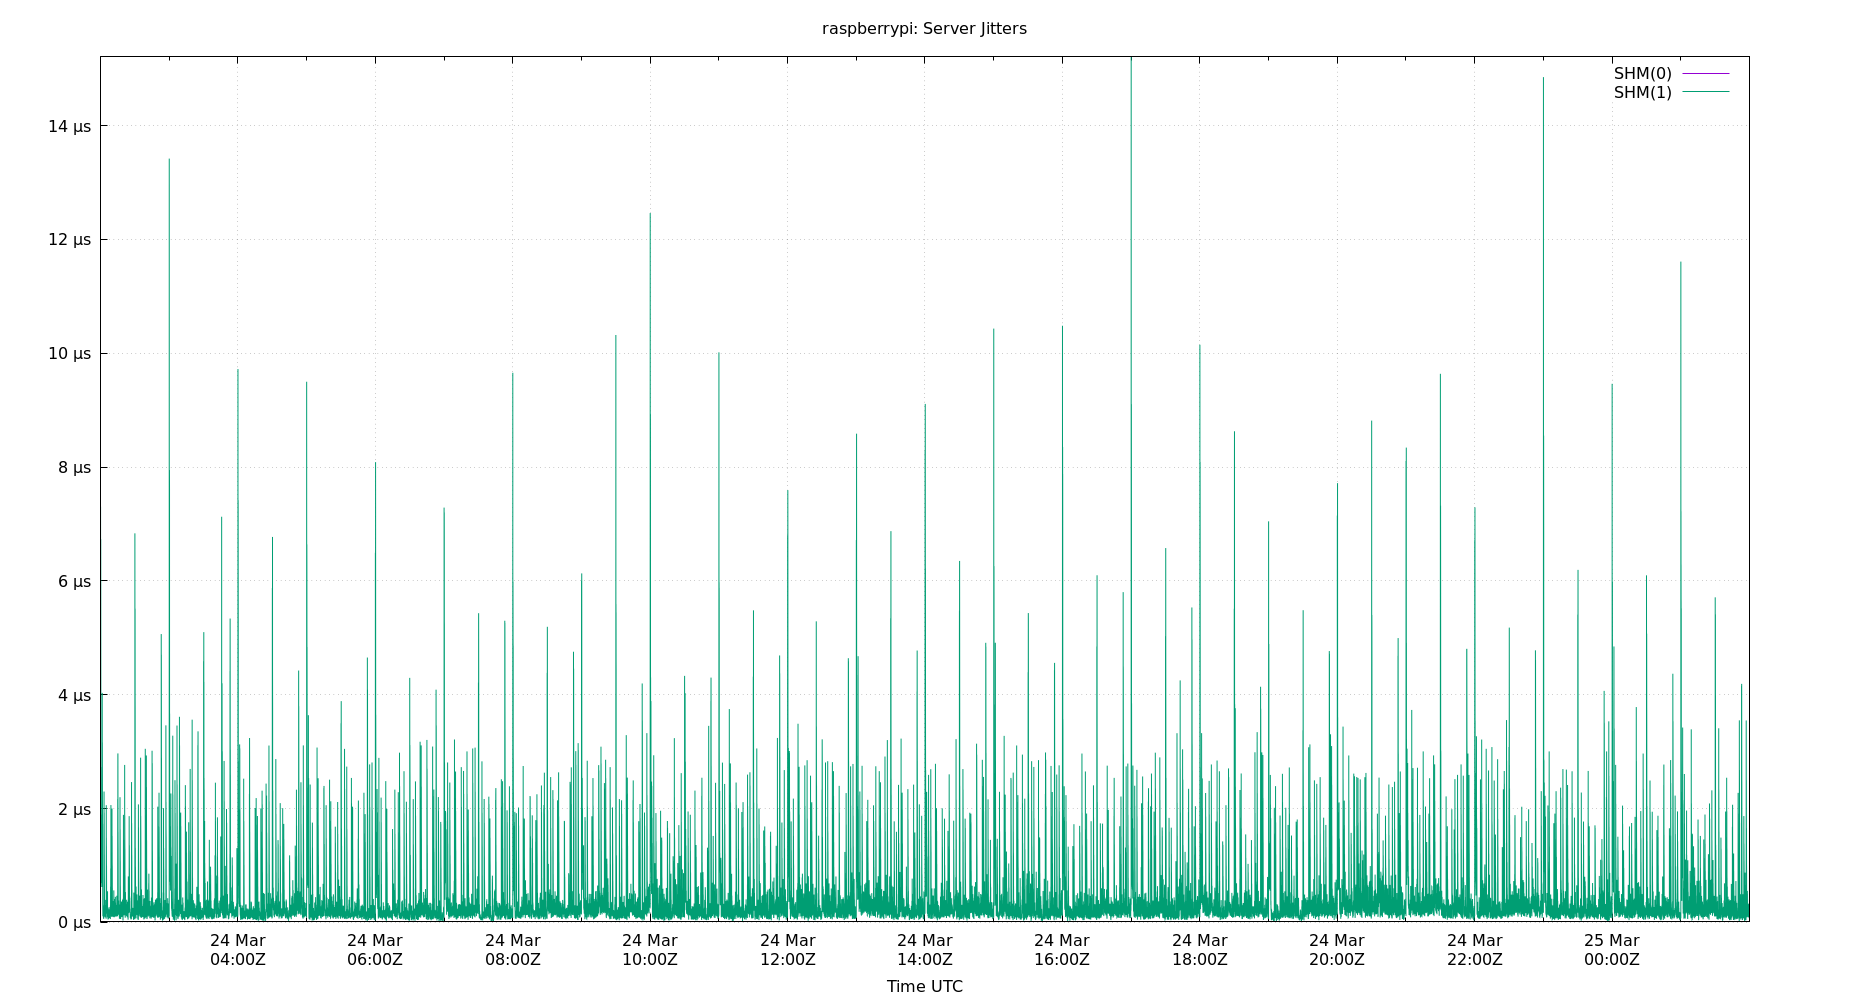 raspberrypi: Server Jitters
SHM(0)
SHM(1)
14 µs
12 µs
10 µs
8 µs
6 µs
4 µs
2 µs
0 µs
24 Mar 24 Mar 24 Mar 24 Mar 24 Mar 24 Mar 24 Mar 24 Mar 24 Mar 24 Mar 25 Mar
04:00Z 06:00Z 08:00Z 10:00Z 12:00Z 14:00Z 16:00Z 18:00Z 20:00Z 22:00Z 00:00Z
Time UTC